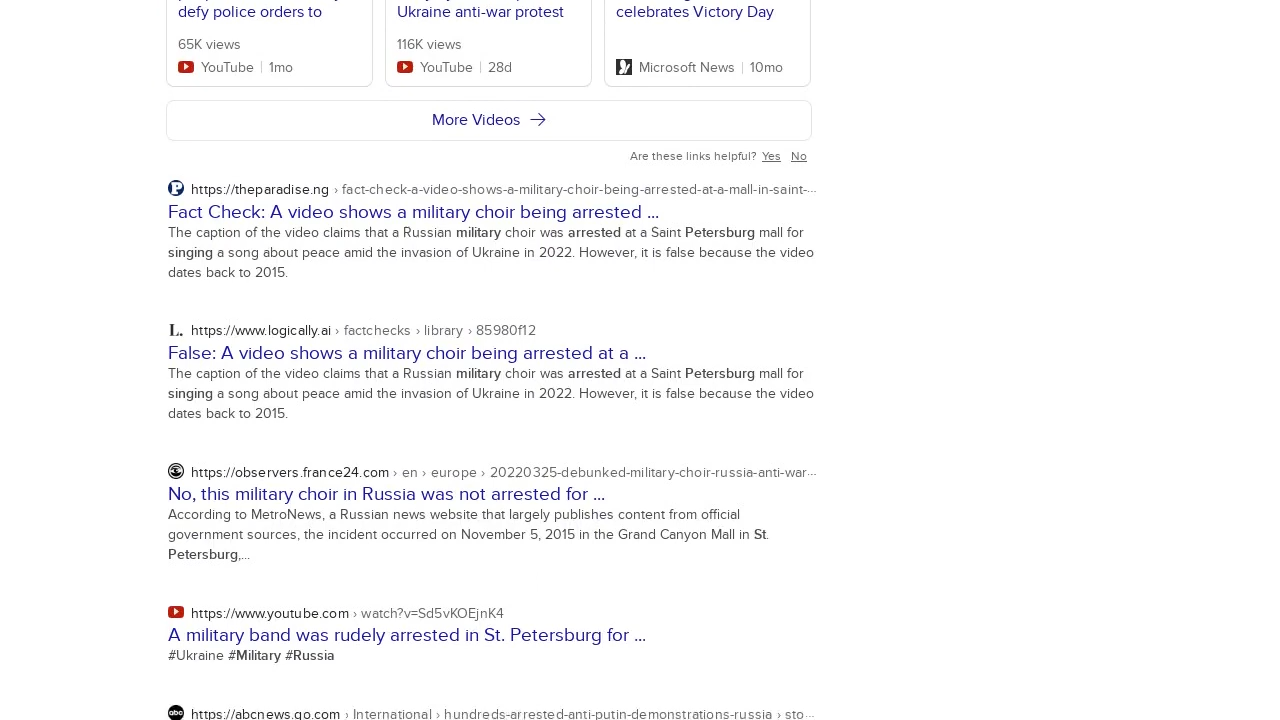 defy police orders to
Ukraine anti-war protest
celebrates Victory Day
65K views
116K views
YouTube 1mo
YouTube 28d
Microsoft News 10mo
More Videos
Are these links helpful? Yes No
https://theparadise.ng › fact-check-a-video-shows-a-military-choir-being-arrested-at-a-mall-in-saint-...
Fact Check: A video shows a military choir being arrested ...
The caption of the video claims that a Russian military choir was arrested at a Saint Petersburg mall for
singing a song about peace amid the invasion of Ukraine in 2022. However, it is false because the video
dates back to 2015.
L. https://www.logically.ai › factchecks › library › 85980f12
False: A video shows a military choir being arrested at a ...
The caption of the video claims that a Russian military choir was arrested at a Saint Petersburg mall for
singing a song about peace amid the invasion of Ukraine in 2022. However, it is false because the video
dates back to 2015.
https://observers.france24.com › en › europe › 20220325-debunked-military-choir-russia-anti-war...
No, this military choir in Russia was not arrested for ...
According to MetroNews, a Russian news website that largely publishes content from official
government sources, the incident occurred on November 5, 2015 in the Grand Canyon Mall in St.
Petersburg,...
https://www.youtube.com › watch?v=Sd5vKOEjnK4
A military band was rudely arrested in St. Petersburg for ...
#Ukraine #Military #Russia
abc https://abcnews.go.com › International › hundreds-arrested-anti-putin-demonstrations-russia › sto...